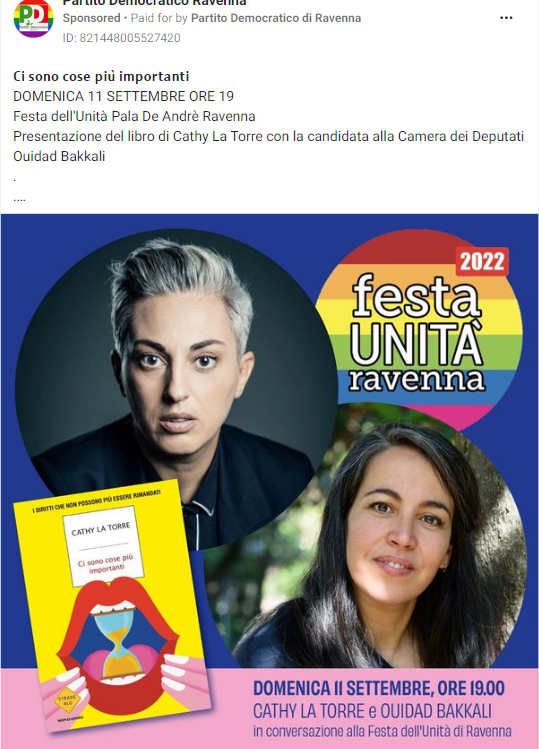 Partito Democratico Ravenna
Sponsored • Paid for by Partito Democratico di Ravenna
ID: 821448005527420
Ci sono cose più importanti
DOMENICA 11 SETTEMBRE ORE 19
Festa dell'Unità Pala De Andrè Ravenna
Presentazione del libro di Cathy La Torre con la candidata alla Camera dei Deputati
Ouidad Bakkali
.
....
PD
2022
festa
UNITÀ
ravenna
I DIRITTI CHE NON POSSONO PIÙ ESSERE RIMANDATI
CATHY LA TORRE
Ci sono cose più
importanti
STRADE
BLU
MONDADORI
DOMENICA 11 SETTEMBRE, ORE 19.00
CATHY LA TORRE e OUIDAD BAKKALI
in conversazione alla Festa dell'Unità di Ravenna